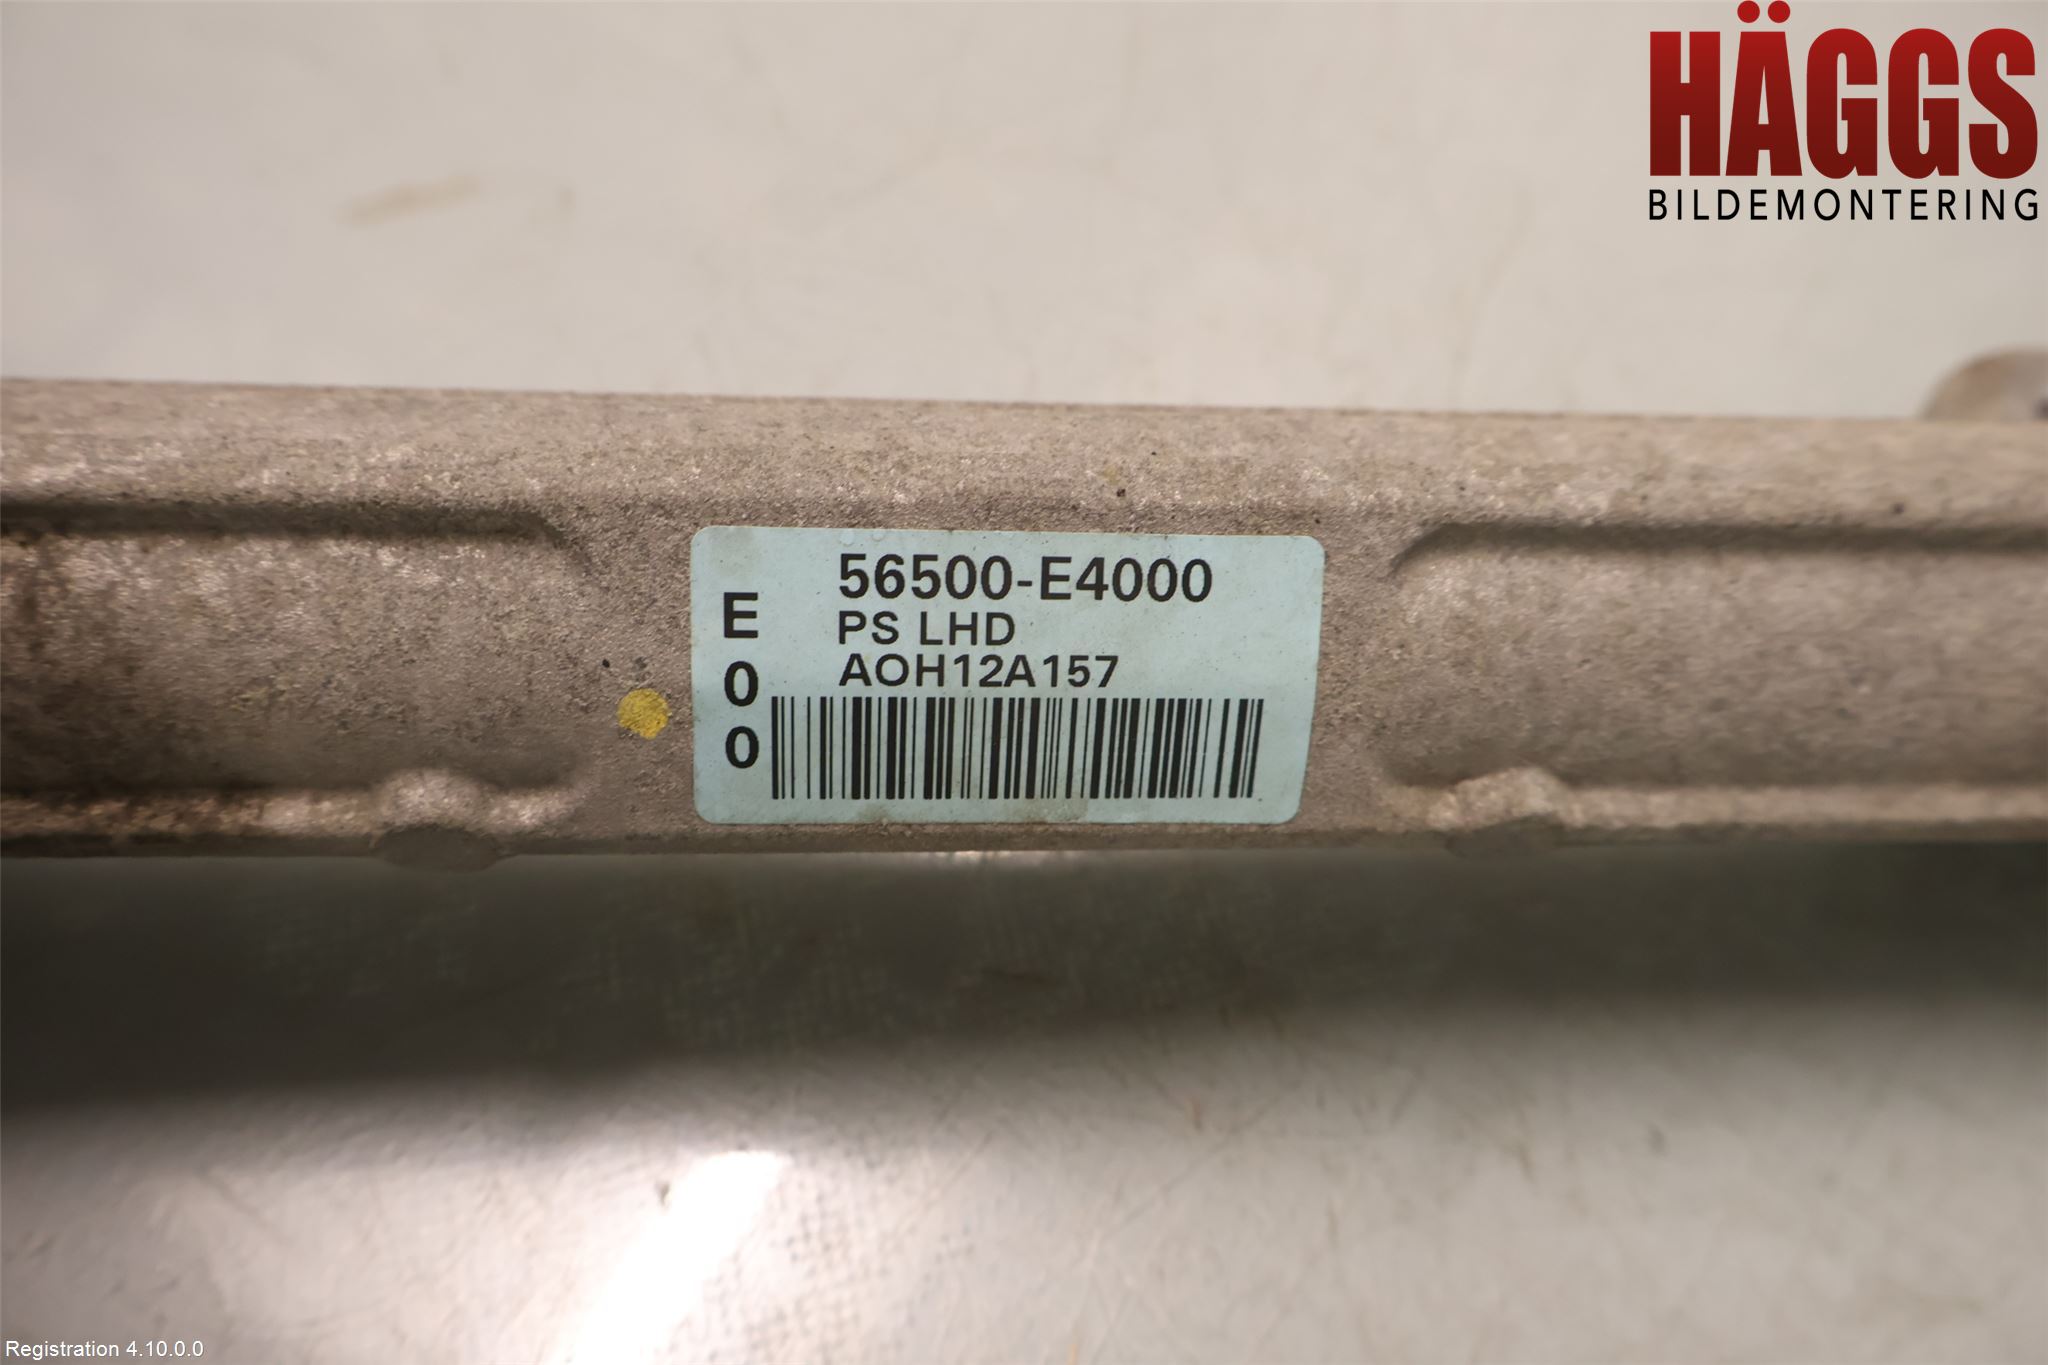 HÄGGS
BILDEMONTERING
56500-E4000
PS LHD
AOH12A157
E
0
0
Registration 4.10.0.0